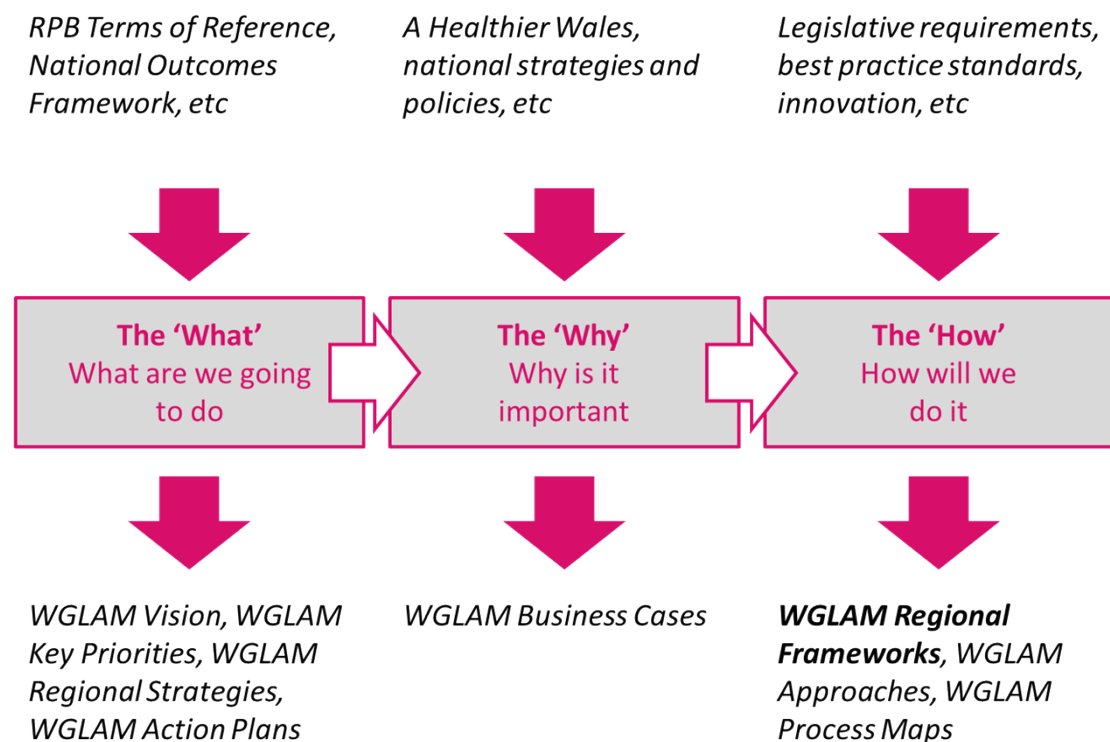 RPB Terms of Reference,
National Outcomes
Framework, etc
A Healthier Wales,
national strategies and
policies, etc
Legislative requirements,
best practice standards,
innovation, etc
The ‘What’
What are we going
to do
The ‘Why’
Why is it
important
The ‘How’
How will we
do it
WGLAM Vision, WGLAM
Key Priorities, WGLAM
Regional Strategies,
WGLAM Action Plans
WGLAM Business Cases
WGLAM Regional
Frameworks, WGLAM
Approaches, WGLAM
Process Maps